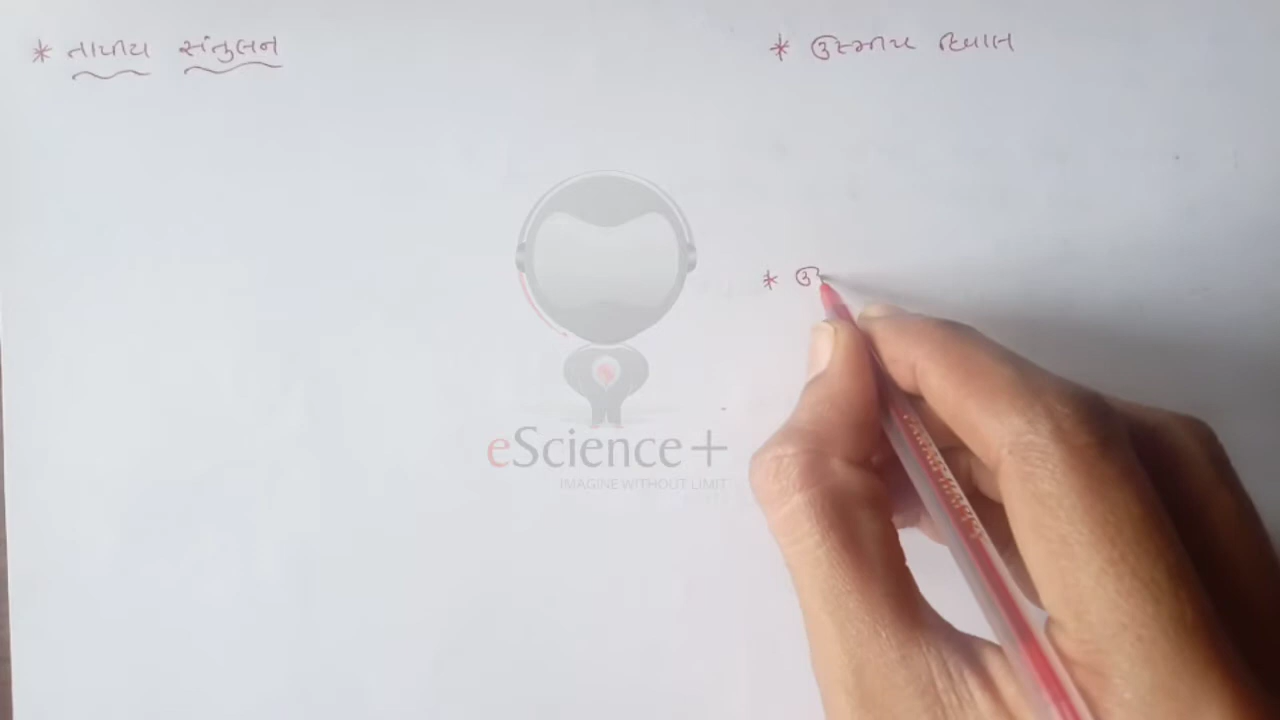 * તાપીય સંતુલન
* ઉષ્મીય દિવાલ
* ઉ
eScience+
IMAGINE WITHOUT LIMIT